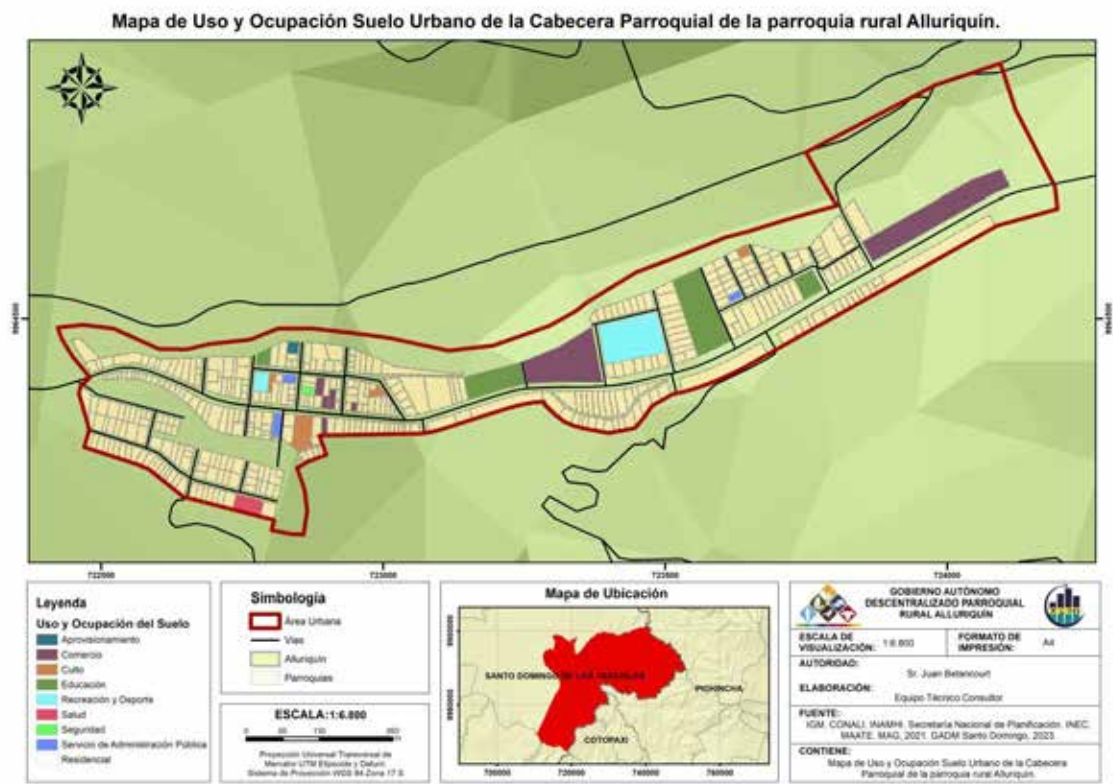 Mapa de Uso y Ocupación Suelo Urbano de la Cabecera Parroquial de la parroquia rural Alluriquín.
9964500
9964500
722000
723000
723500
724000
Leyenda
Uso y Ocupación del Suelo
Aprovisionamiento
Comercio
Culto
Educación
Recreación y Deporte
Salud
Seguridad
Servicio de Administración Pública
Residencial
Simbología
Área Urbana
Vías
Alluriquín
Parroquias
ESCALA:1:6.800
Proyección Universal Transversal de
Mercator UTM Elipsoide y Datum
Sistema de Proyección WGS 84 Zona 17 S
Mapa de Ubicación
SANTO DOMINGO DE LOS TSÁCHILAS
PICHINCHA
COTOPAXI
700000
720000
740000
760000
GOBIERNO AUTÓNOMO
DESCENTRALIZADO PARROQUIAL
RURAL ALLURIQUÍN
ESCALA DE VISUALIZACIÓN: 1:6.800
FORMATO DE IMPRESIÓN: A4
AUTORIDAD:
Sr. Juan Betancourt
ELABORACIÓN:
Equipo Técnico Consultor
FUENTE:
IGM, CONALI, INAMHI, Secretaría Nacional de Planificación, INEC,
MAATE, MAG, 2021. GADM Santo Domingo, 2023
CONTIENE:
Mapa de Uso y Ocupación Suelo Urbano de la Cabecera
Parroquial de la parroquia rural Alluriquín.